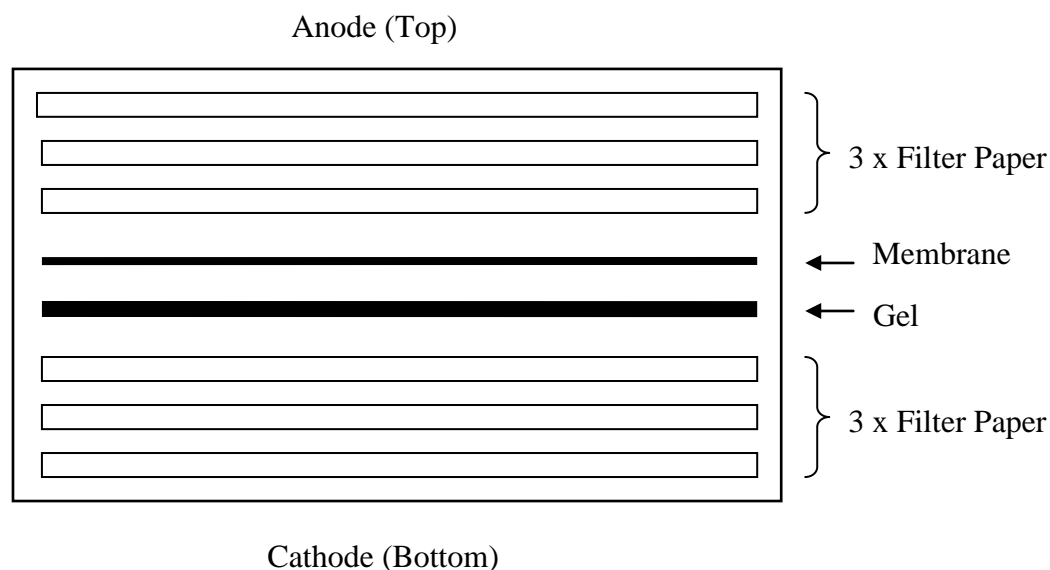 Anode (Top)
3 x Filter Paper
Membrane
Gel
3 x Filter Paper
Cathode (Bottom)